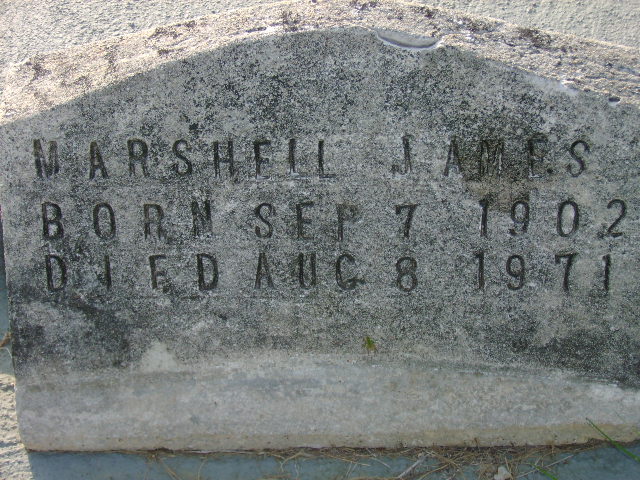 MARSHELL JAMES
BORN SEP 7 1902
DIED AUG 8 1971